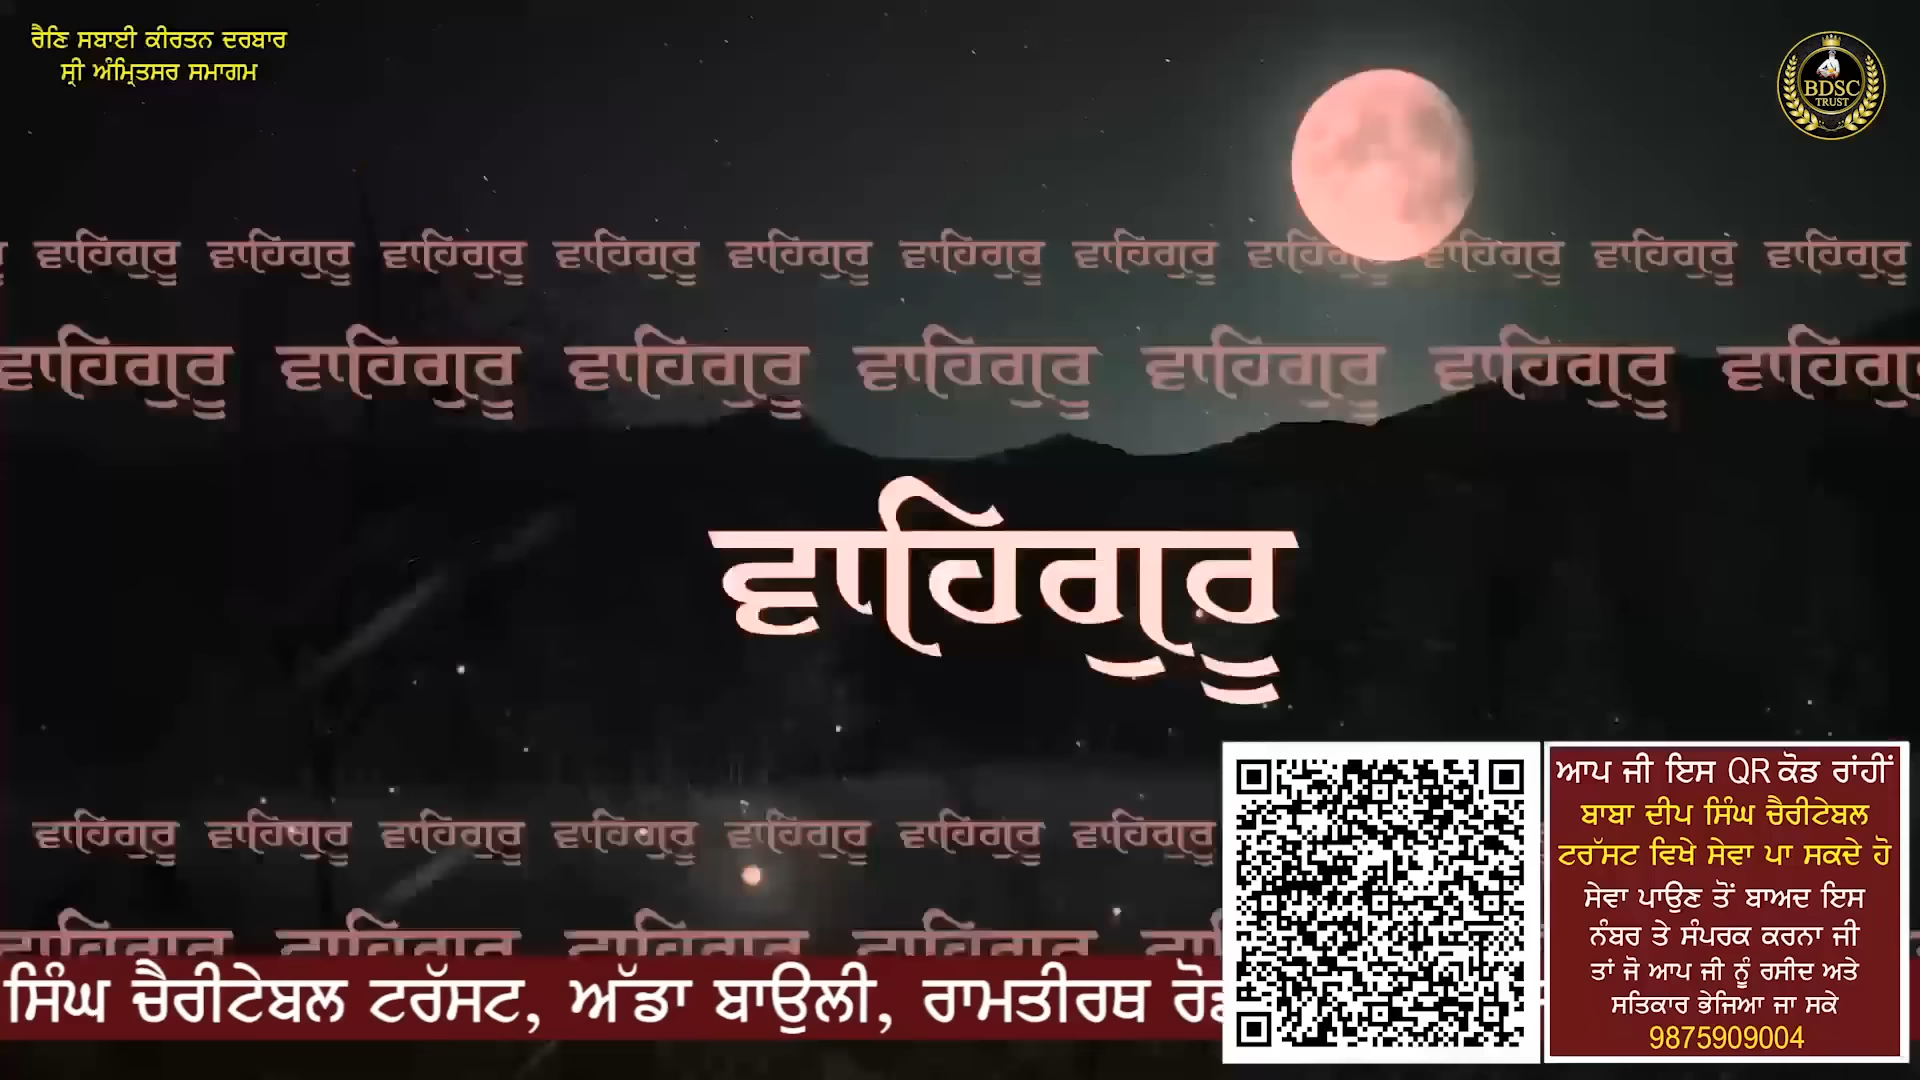 ਰੈਣਿ ਸਬਾਈ ਕੀਰਤਨ ਦਰਬਾਰ
ਸ੍ਰੀ ਅੰਮ੍ਰਿਤਸਰ ਸਮਾਗਮ
BDSC
TRUST
ਵਾਹਿਗੁਰੂ ਵਾਹਿਗੁਰੂ ਵਾਹਿਗੁਰੂ ਵਾਹਿਗੁਰੂ ਵਾਹਿਗੁਰੂ ਵਾਹਿਗੁਰੂ ਵਾਹਿਗੁਰੂ ਵਾਹਿਗੁਰੂ ਵਾਹਿਗੁਰੂ ਵਾਹਿਗੁਰੂ ਵਾਹਿਗੁਰੂ
ਵਾਹਿਗੁਰੂ ਵਾਹਿਗੁਰੂ ਵਾਹਿਗੁਰੂ ਵਾਹਿਗੁਰੂ ਵਾਹਿਗੁਰੂ ਵਾਹਿਗੁਰੂ ਵਾਹਿਗੁਰੂ
ਵਾਹਿਗੁਰੂ
ਵਾਹਿਗੁਰੂ ਵਾਹਿਗੁਰੂ ਵਾਹਿਗੁਰੂ ਵਾਹਿਗੁਰੂ ਵਾਹਿਗੁਰੂ ਵਾਹਿਗੁਰੂ ਵਾਹਿਗੁਰੂ
ਵਾਹਿਗੁਰੂ ਵਾਹਿਗੁਰੂ ਵਾਹਿਗੁਰੂ ਵਾਹਿਗੁਰੂ
ਸਿੰਘ ਚੈਰੀਟੇਬਲ ਟਰੱਸਟ, ਅੱਡਾ ਬਾਉਲੀ, ਰਾਮਤੀਰਥ ਰੋਡ
ਆਪ ਜੀ ਇਸ QR ਕੋਡ ਰਾਂਹੀਂ
ਬਾਬਾ ਦੀਪ ਸਿੰਘ ਚੈਰੀਟੇਬਲ
ਟਰੱਸਟ ਵਿਖੇ ਸੇਵਾ ਪਾ ਸਕਦੇ ਹੋ
ਸੇਵਾ ਪਾਉਣ ਤੋਂ ਬਾਅਦ ਇਸ
ਨੰਬਰ ਤੇ ਸੰਪਰਕ ਕਰਨਾ ਜੀ
ਤਾਂ ਜੋ ਆਪ ਜੀ ਨੂੰ ਰਸੀਦ ਅਤੇ
ਸਤਿਕਾਰ ਭੇਜਿਆ ਜਾ ਸਕੇ
9875909004